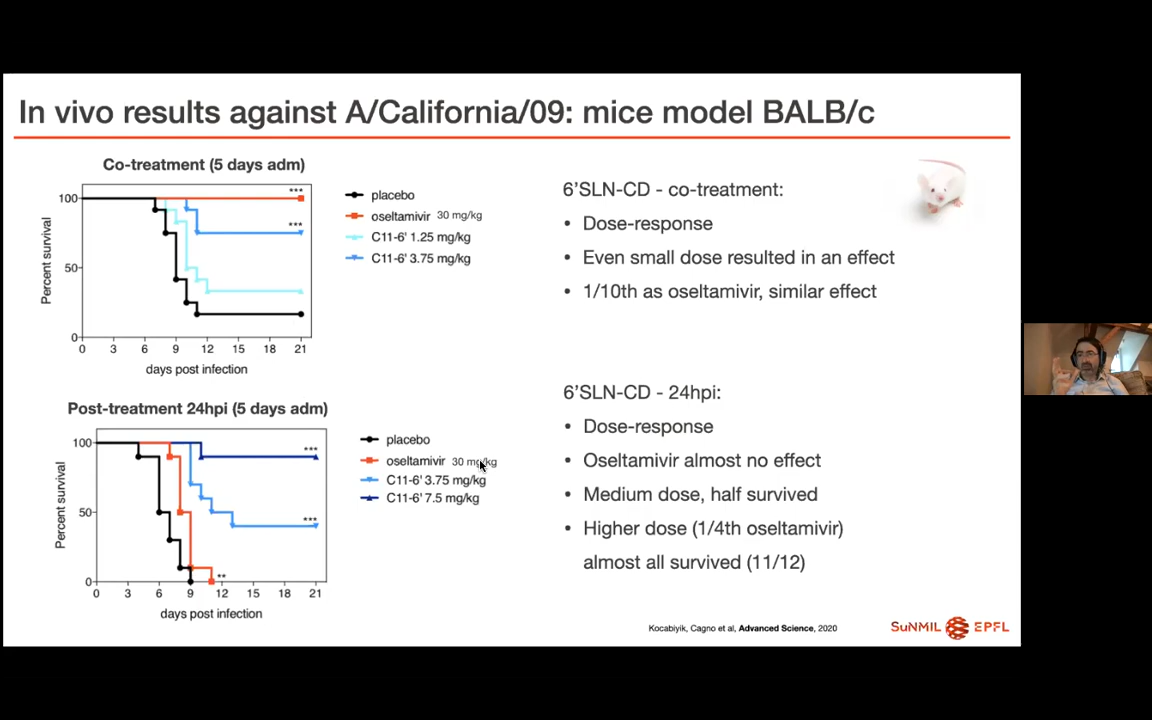 In vivo results against A/California/09: mice model BALB/c
Co-treatment (5 days adm)
Percent survival
100
50
0
***
***
0 3 6 9 12 15 18 21
days post infection
placebo
oseltamivir 30 mg/kg
C11-6' 1.25 mg/kg
C11-6' 3.75 mg/kg
6'SLN-CD - co-treatment:
• Dose-response
• Even small dose resulted in an effect
• 1/10th as oseltamivir, similar effect
Post-treatment 24hpi (5 days adm)
Percent survival
100
50
0
***
***
**
0 3 6 9 12 15 18 21
days post infection
placebo
oseltamivir 30 mg/kg
C11-6' 3.75 mg/kg
C11-6' 7.5 mg/kg
6'SLN-CD - 24hpi:
• Dose-response
• Oseltamivir almost no effect
• Medium dose, half survived
• Higher dose (1/4th oseltamivir)
almost all survived (11/12)
Kocabiyik, Cagno et al, Advanced Science, 2020
SuNMIL EPFL